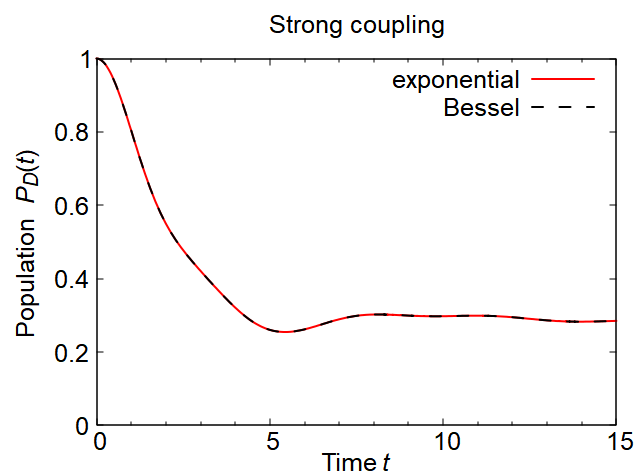 Strong coupling
exponential
Bessel
Population P_D(t)
1
0.8
0.6
0.4
0.2
0
0
5
10
15
Time t